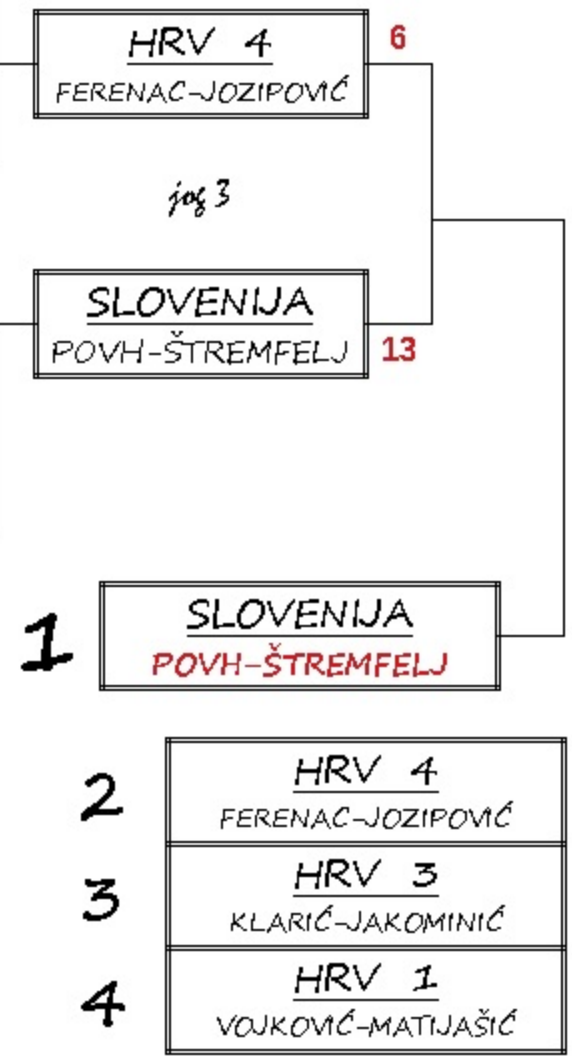 HRV 4 6
FERENAC-JOZIPOVIĆ
jog 3
SLOVENIJA
POVH-ŠTREMFELJ 13
1 SLOVENIJA
POVH-ŠTREMFELJ
2 HRV 4
FERENAC-JOZIPOVIĆ
3 HRV 3
KLARIĆ-JAKOMINIĆ
4 HRV 1
VOJKOVIĆ-MATIJAŠIĆ